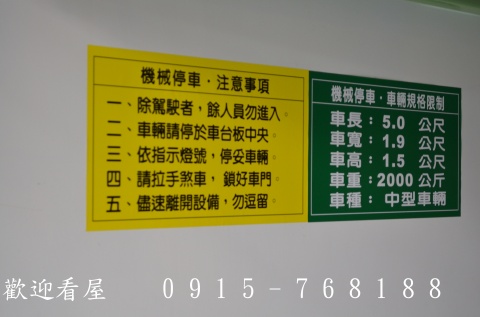 機械停車·注意事項
一、除駕駛者，餘人員勿進入。
二、車輛請停於車台板中央。
三、依指示燈號，停妥車輛。
四、請拉手煞車， 鎖好車門。
五、儘速離開設備，勿逗留。
機械停車·車輛規格限制
車長：5.0 公尺
車寬：1.9 公尺
車高：1.5 公尺
車重：2000 公斤
車種： 中型車輛
歡迎看屋 0915-768188